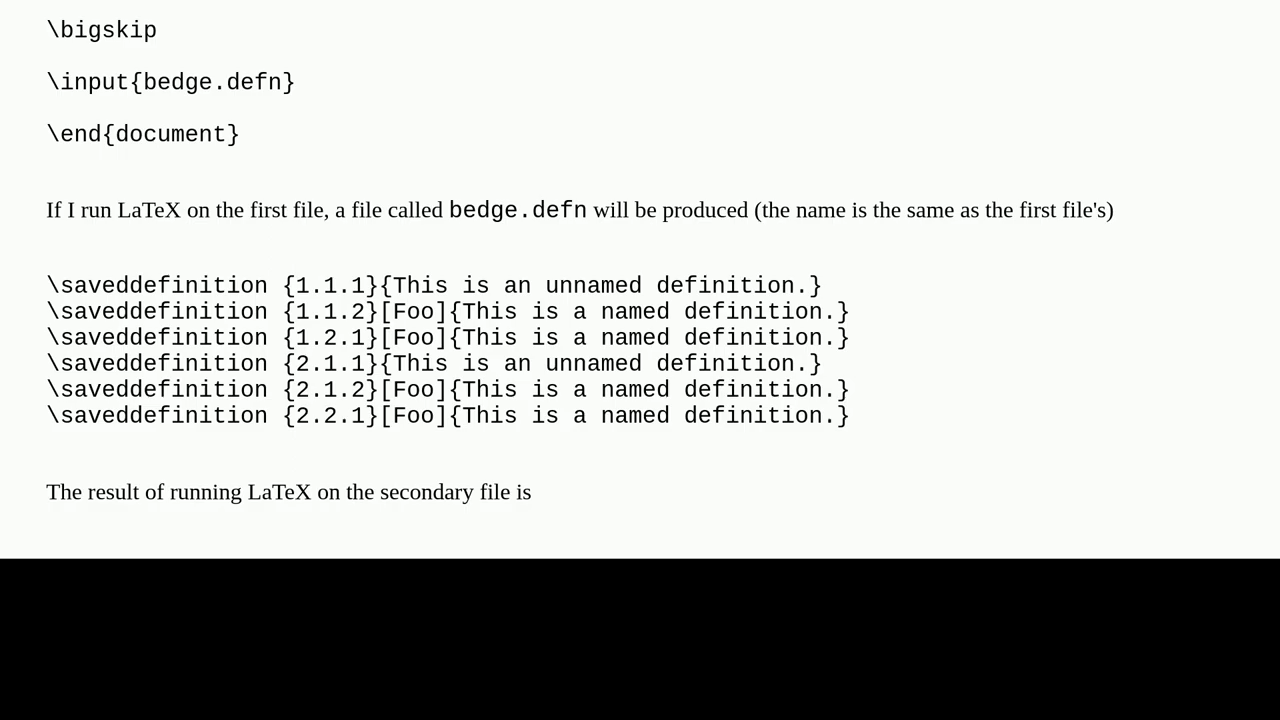 \bigskip
\input{bedge.defn}
\end{document}
If I run LaTeX on the first file, a file called bedge.defn will be produced (the name is the same as the first file's)
\saveddefinition {1.1.1}{This is an unnamed definition.}
\saveddefinition {1.1.2}[Foo]{This is a named definition.}
\saveddefinition {1.2.1}[Foo]{This is a named definition.}
\saveddefinition {2.1.1}{This is an unnamed definition.}
\saveddefinition {2.1.2}[Foo]{This is a named definition.}
\saveddefinition {2.2.1}[Foo]{This is a named definition.}
The result of running LaTeX on the secondary file is